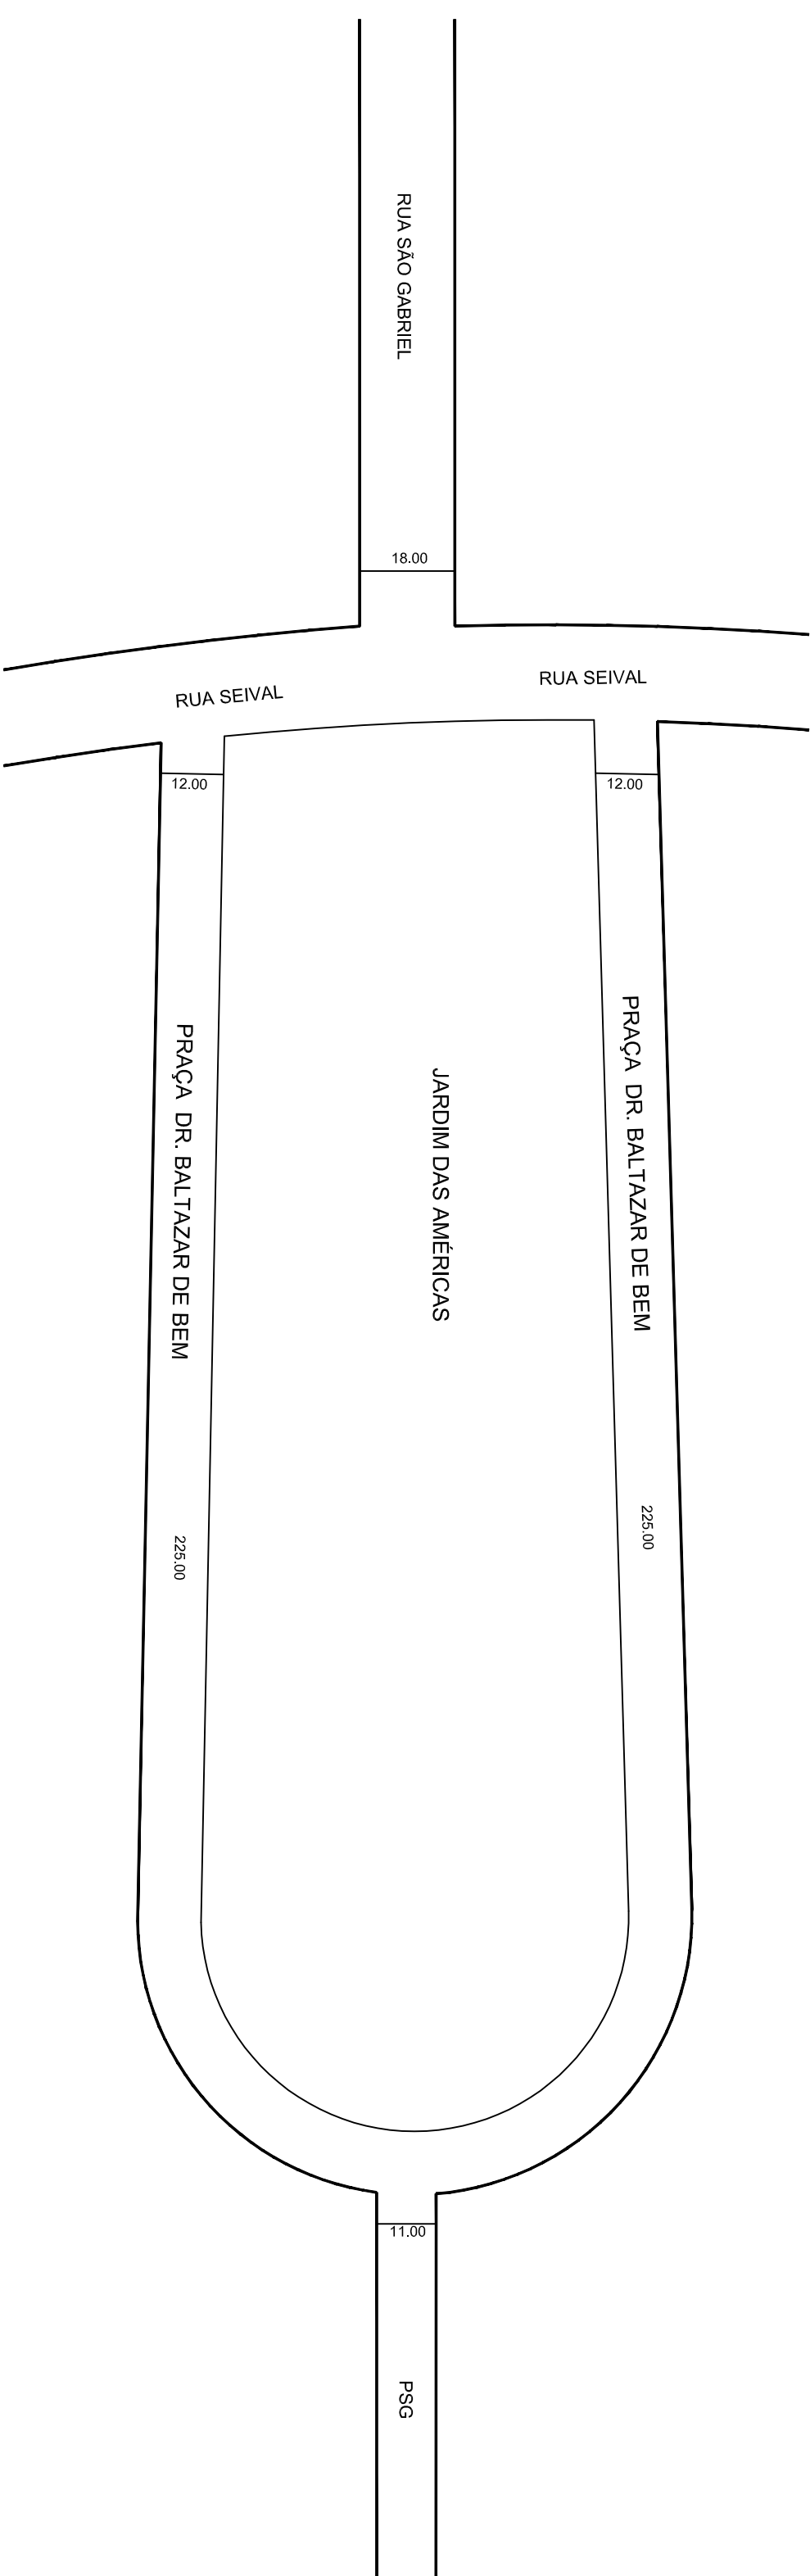 RUA SÃO GABRIEL
18.00
RUA SEIVAL
RUA SEIVAL
12.00
12.00
PRAÇA DR. BALTAZAR DE BEM
JARDIM DAS AMÉRICAS
PRAÇA DR. BALTAZAR DE BEM
225.00
225.00
11.00
PSG